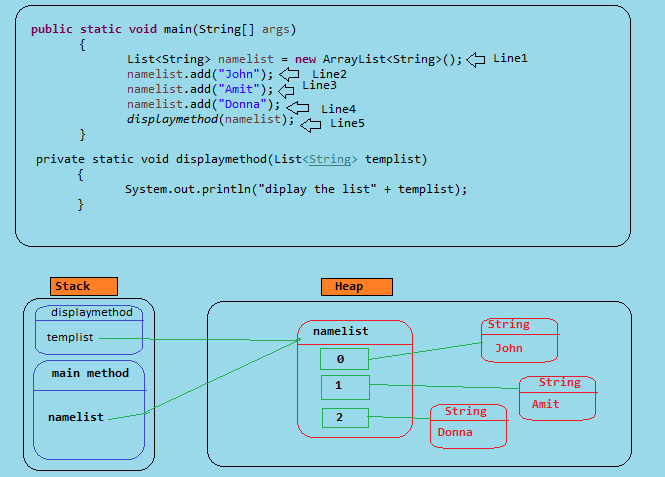 public static void main(String[] args)
{
List<String> namelist = new ArrayList<String>(); Line1
namelist.add("John"); Line2
namelist.add("Amit"); Line3
namelist.add("Donna"); Line4
displaymethod(namelist); Line5
}
private static void displaymethod(List<String> templist)
{
System.out.println("diplay the list" + templist);
}
Stack
Heap
displaymethod
templist
main method
namelist
namelist
0
1
2
String
John
String
Amit
String
Donna